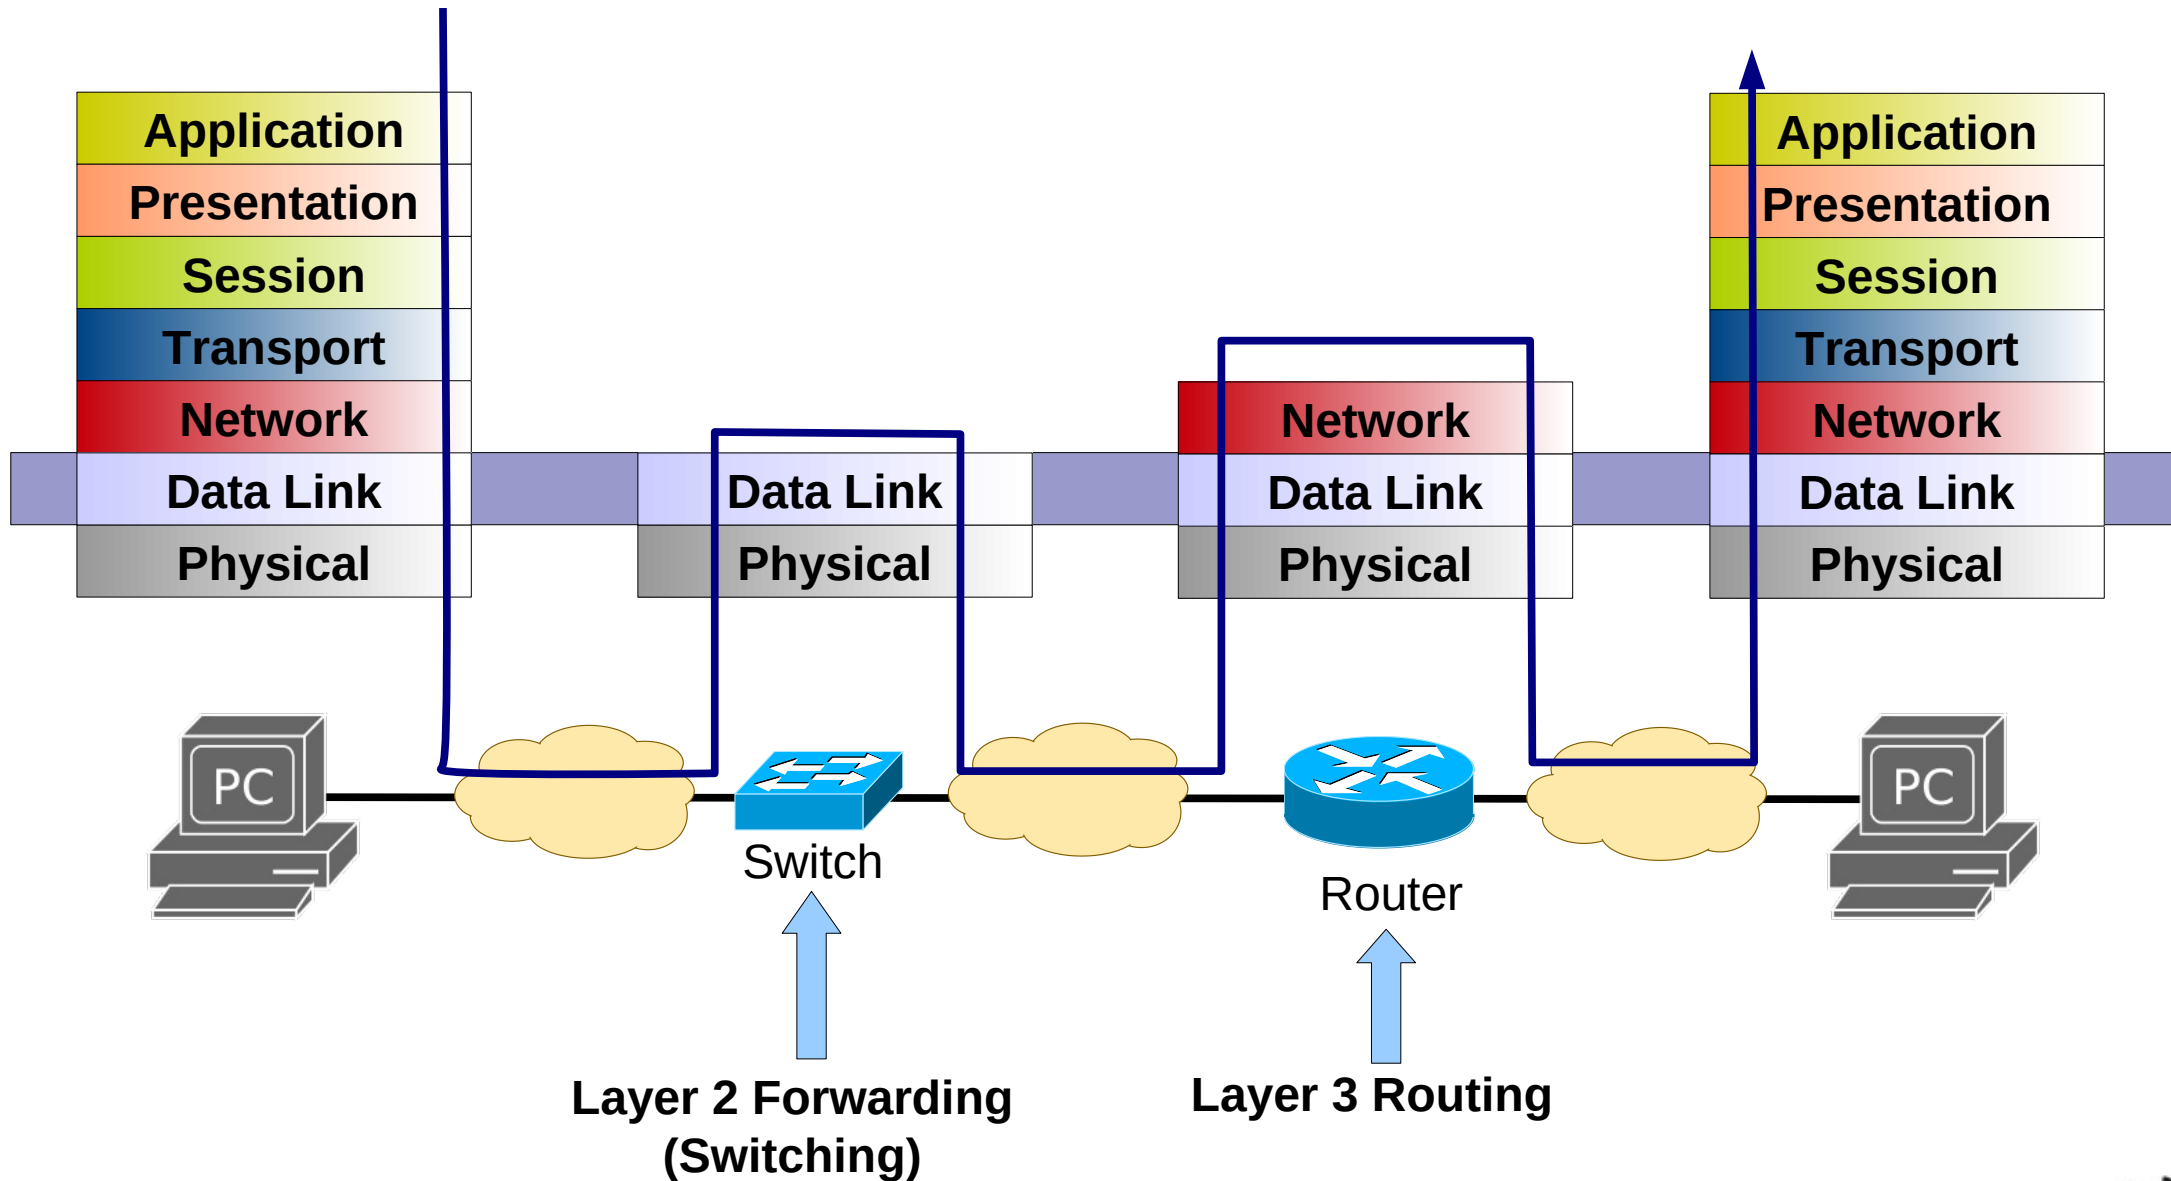 Application
Presentation
Session
Transport
Network
Data Link
Physical
Data Link
Physical
Network
Data Link
Physical
Application
Presentation
Session
Transport
Network
Data Link
Physical
PC
Switch
Router
PC
Layer 2 Forwarding
(Switching)
Layer 3 Routing